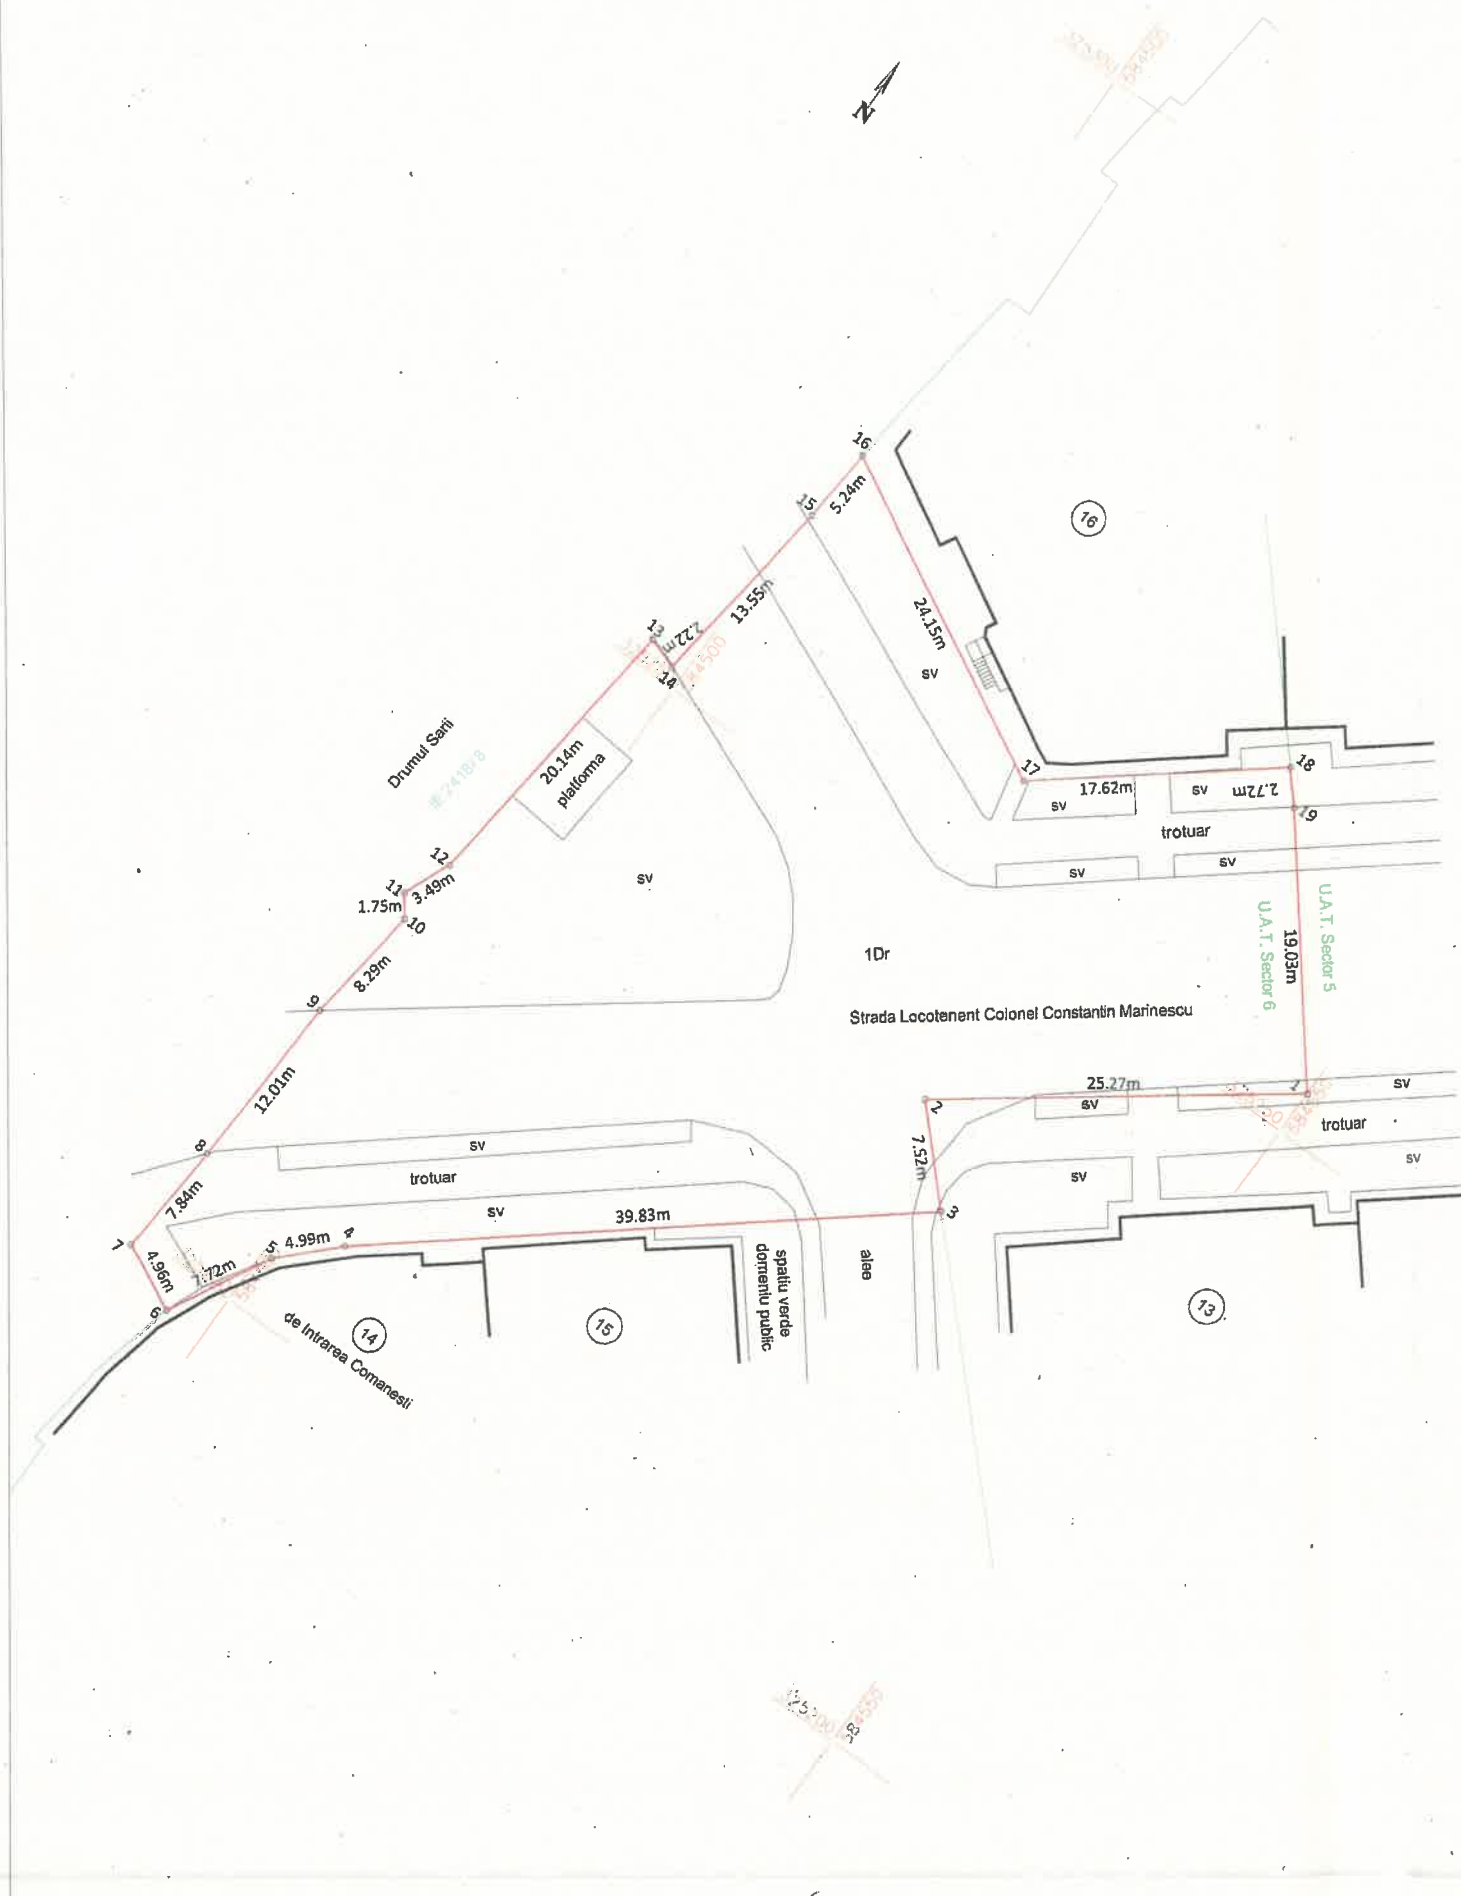 N
16
15
5.24m
16
13
2.22m
14
13.55m
24.15m
sv
Drumul Sarii
20.14m
platforma
17
18
17.62m
sv
sv
2.72m
19
trotuar
12
11
3.49m
1.75m
10
sv
sv
sv
U.A.T. Sector 5
19.03m
U.A.T. Sector 6
1Dr
8.29m
9
Strada Locotenent Colonel Constantin Marinescu
12.01m
25.27m
1
2
sv
sv
trotuar
8
sv
trotuar
7.52m
sv
sv
7.84m
sv
39.83m
3
7
4.99m
4
5
4.96m
6
alee
spatiu verde
domeniu public
de Intrarea Comanesti
14
15
13